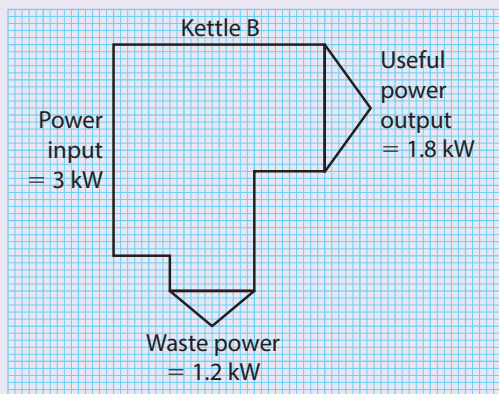 Kettle B
Power
input
= 3 kW
Useful
power
output
= 1.8 kW
Waste power
= 1.2 kW